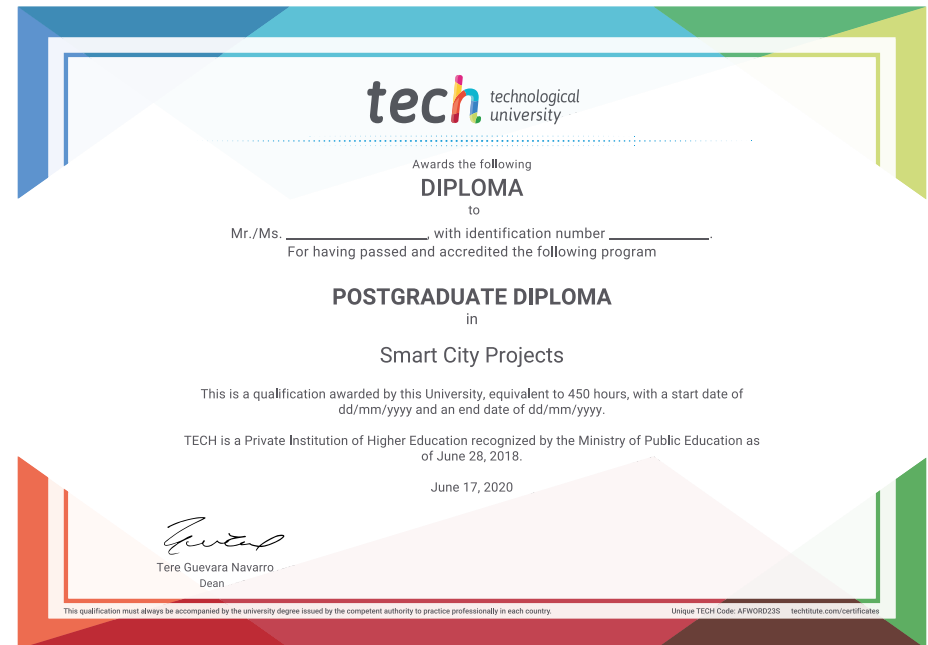 tech technological
university
Awards the following
DIPLOMA
to
Mr./Ms. ____________________, with identification number ______________.
For having passed and accredited the following program
POSTGRADUATE DIPLOMA
in
Smart City Projects
This is a qualification awarded by this University, equivalent to 450 hours, with a start date of
dd/mm/yyyy and an end date of dd/mm/yyyy.
TECH is a Private Institution of Higher Education recognized by the Ministry of Public Education as
of June 28, 2018.
June 17, 2020
Tere Guevara Navarro
Dean
This qualification must always be accompanied by the university degree issued by the competent authority to practice professionally in each country. Unique TECH Code: AFWORD23S techtitute.com/certificates